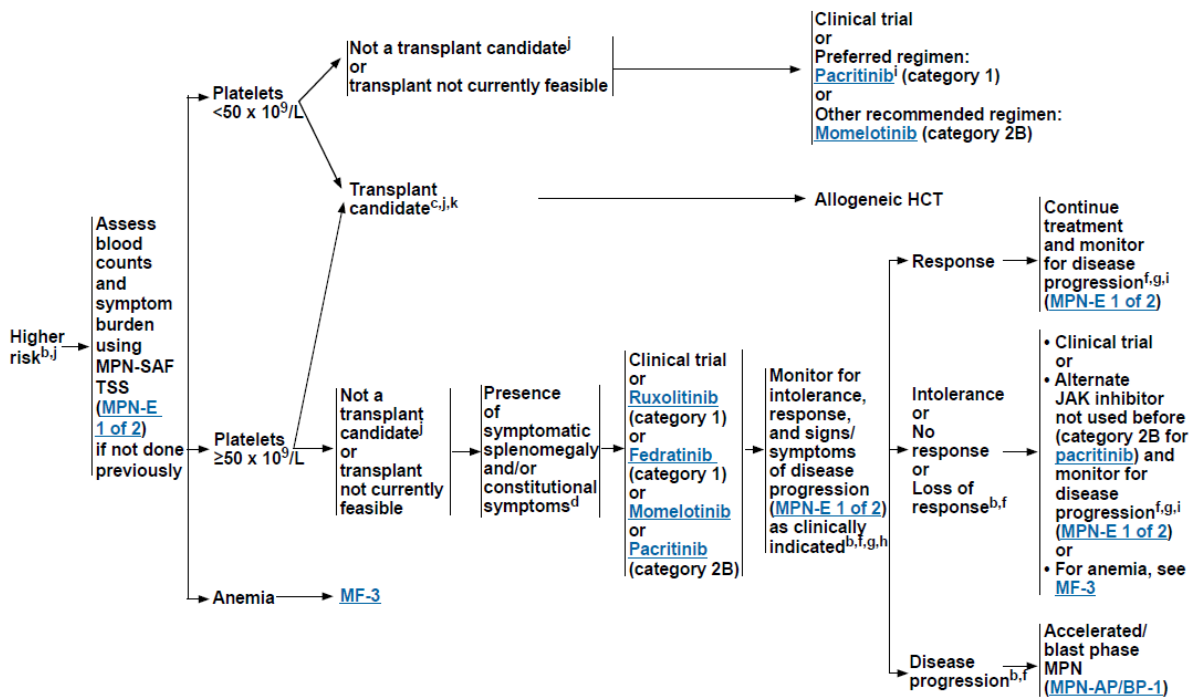 Higher
risk^b,j
Assess
blood
counts
and
symptom
burden
using
MPN-SAF
TSS
(MPN-E
1 of 2)
if not done
previously
Platelets
<50 x 10^9/L
Not a transplant candidate^j
or
transplant not currently feasible
Clinical trial
or
Preferred regimen:
Pacritinib^i (category 1)
or
Other recommended regimen:
Momelotinib (category 2B)
Transplant
candidate^c,j,k
Allogeneic HCT
Platelets
≥50 x 10^9/L
Not a
transplant
candidate^j
or
transplant
not currently
feasible
Presence
of
symptomatic
splenomegaly
and/or
constitutional
symptoms^d
Clinical trial
or
Ruxolitinib
(category 1)
or
Fedratinib
(category 1)
or
Momelotinib
or
Pacritinib
(category 2B)
Monitor for
intolerance,
response,
and signs/
symptoms
of disease
progression
(MPN-E 1 of 2)
as clinically
indicated^b,f,g,h
Response
Continue
treatment
and monitor
for disease
progression^f,g,i
(MPN-E 1 of 2)
Intolerance
or
No
response
or
Loss of
response^b,f
• Clinical trial
or
• Alternate
JAK inhibitor
not used before
(category 2B for
pacritinib) and
monitor for
disease
progression^f,g,i
(MPN-E 1 of 2)
or
• For anemia, see
MF-3
Disease
progression^b,f
Accelerated/
blast phase
MPN
(MPN-AP/BP-1)
Anemia
MF-3